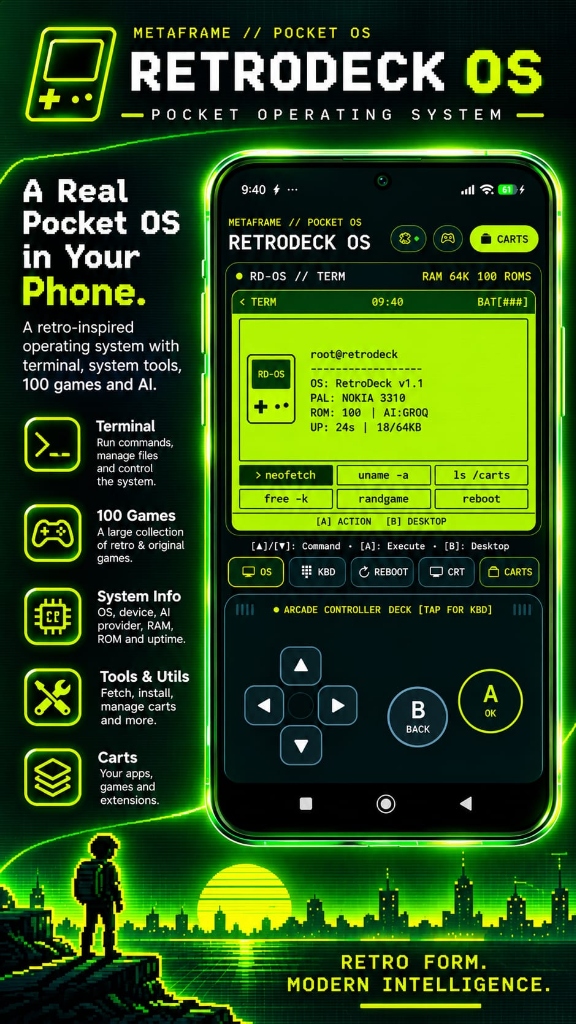 METAFRAME // POCKET OS
RETRODECK OS
POCKET OPERATING SYSTEM
A Real
Pocket OS
in Your
Phone.
A retro-inspired
operating system with
terminal, system tools,
100 games and AI.
Terminal
Run commands,
manage files
and control
the system.
100 Games
A large collection
of retro & original
games.
System Info
OS, device, AI
provider, RAM,
ROM and uptime.
Tools & Utils
Fetch, install,
manage carts
and more.
Carts
Your apps,
games and
extensions.
9:40 ⚡ ··· 61
METAFRAME // POCKET OS
RETRODECK OS
CARTS
● RD-OS // TERM RAM 64K 100 ROMS
< TERM 09:40 BAT[###]
RD-OS
root@retrodeck
------------------
OS: RetroDeck v1.1
PAL: NOKIA 3310
ROM: 100 | AI:GROQ
UP: 24s | 18/64KB
> neofetch uname -a ls /carts
free -k randgame reboot
[A] ACTION [B] DESKTOP
[▲]/[▼]: Command • [A]: Execute • [B]: Desktop
OS KBD REBOOT CRT CARTS
● ARCADE CONTROLLER DECK [TAP FOR KBD]
B
BACK
A
OK
RETRO FORM.
MODERN INTELLIGENCE.